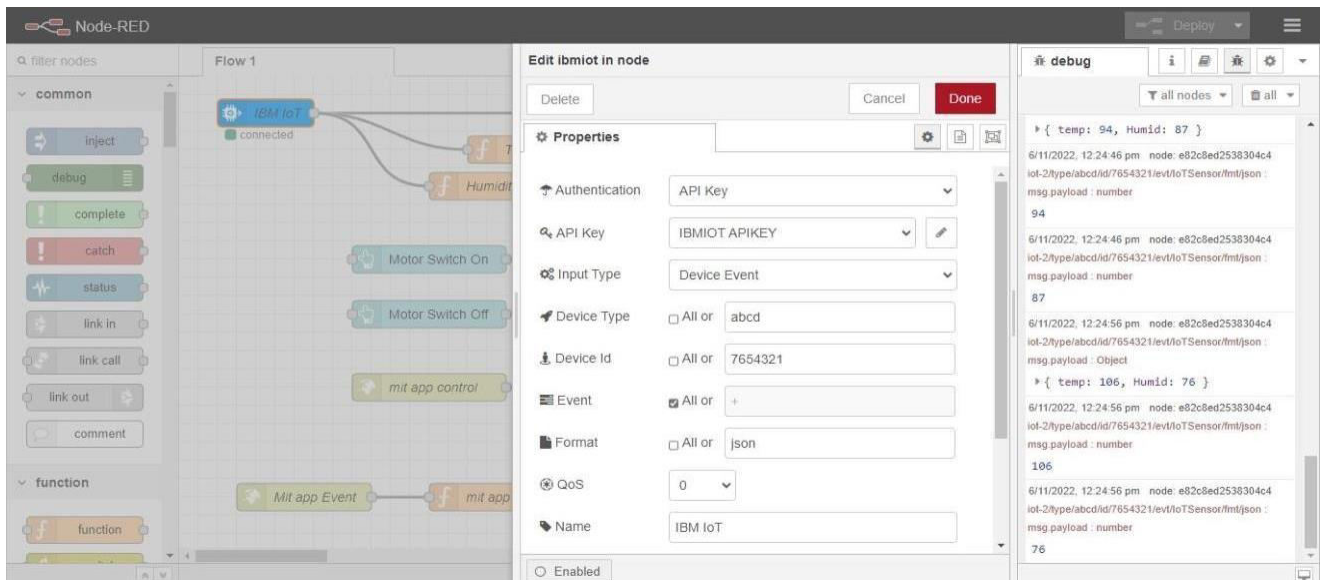 Node-RED
Deploy
filter nodes
common
inject
debug
complete
catch
status
link in
link call
link out
comment
function
function
Flow 1
IBM IoT
connected
Humidit
Motor Switch On
Motor Switch Off
mit app control
Mit app Event
mit app
Edit ibmiot in node
Delete
Cancel
Done
Properties
Authentication
API Key
API Key
IBMIOT APIKEY
Input Type
Device Event
Device Type
All or
abcd
Device Id
All or
7654321
Event
All or
+
Format
All or
json
QoS
0
Name
IBM IoT
Enabled
debug
i
all nodes
all
{ temp: 94, Humid: 87 }
6/11/2022, 12:24:46 pm node: e82c8ed2538304c4
iot-2/type/abcd/id/7654321/evt/IoTSensor/fmt/json :
msg.payload : number
94
6/11/2022, 12:24:46 pm node: e82c8ed2538304c4
iot-2/type/abcd/id/7654321/evt/IoTSensor/fmt/json :
msg.payload : number
87
6/11/2022, 12:24:56 pm node: e82c8ed2538304c4
iot-2/type/abcd/id/7654321/evt/IoTSensor/fmt/json :
msg.payload : Object
{ temp: 106, Humid: 76 }
6/11/2022, 12:24:56 pm node: e82c8ed2538304c4
iot-2/type/abcd/id/7654321/evt/IoTSensor/fmt/json :
msg.payload : number
106
6/11/2022, 12:24:56 pm node: e82c8ed2538304c4
iot-2/type/abcd/id/7654321/evt/IoTSensor/fmt/json :
msg.payload : number
76